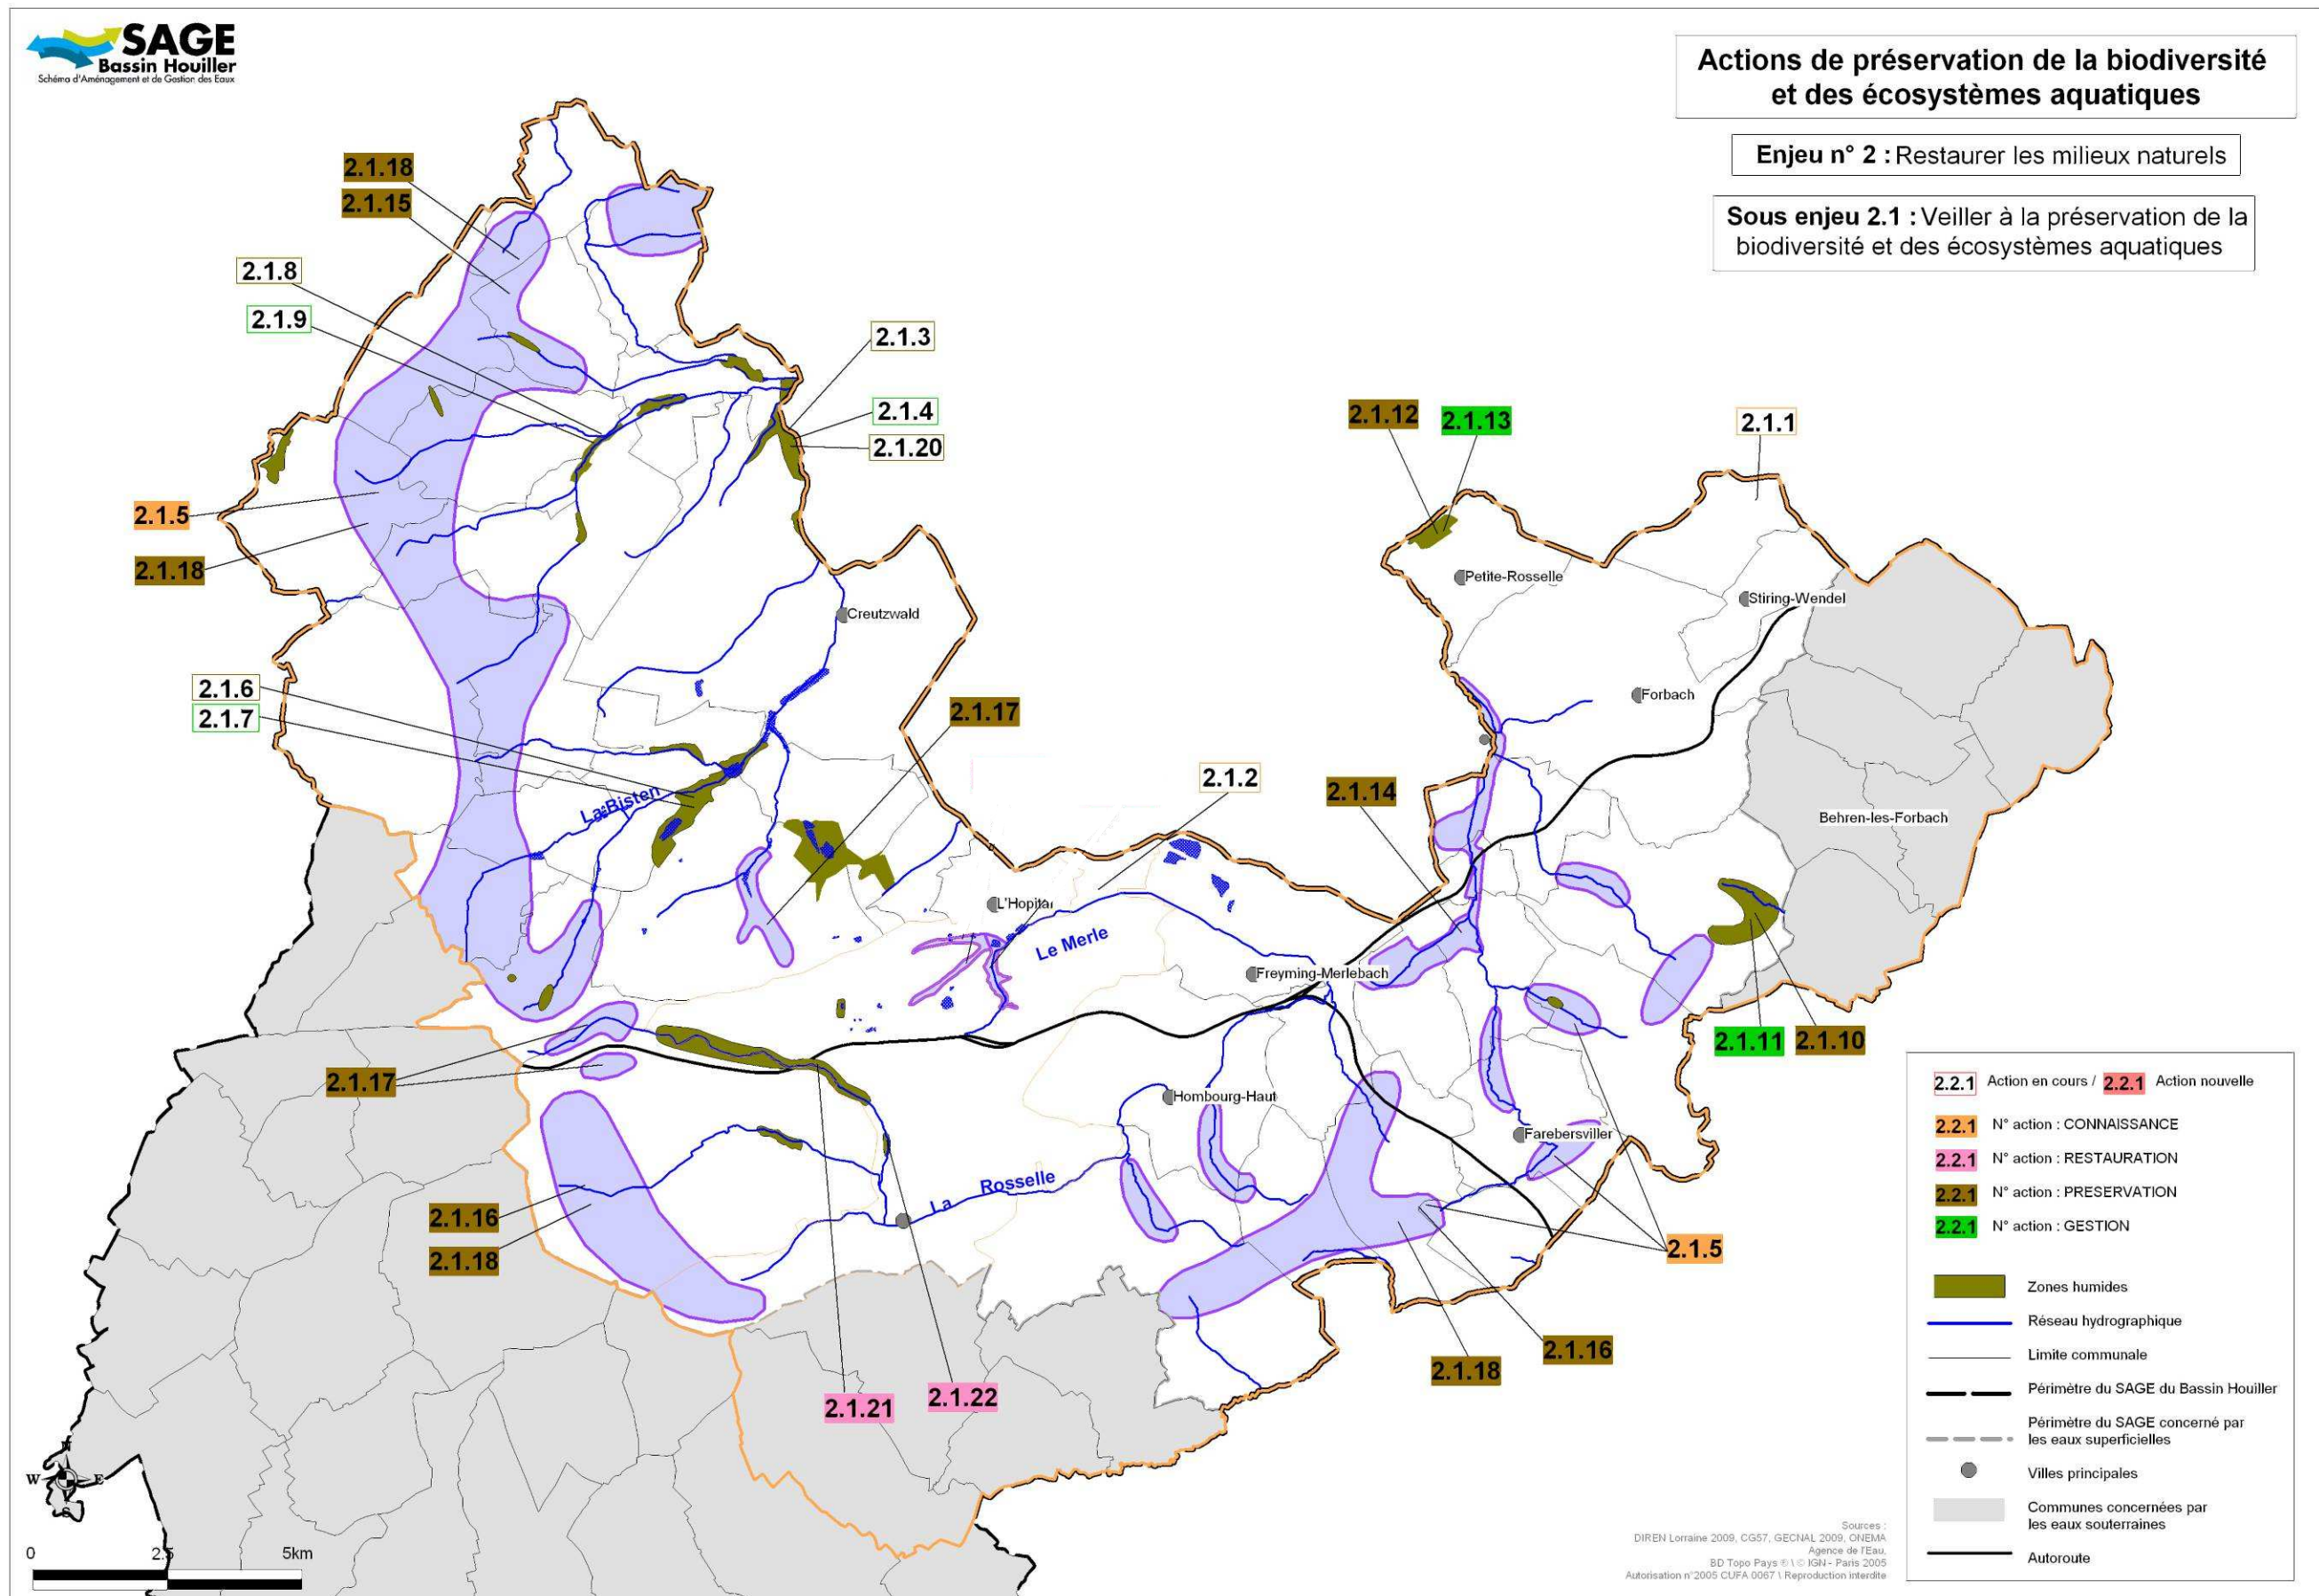 SAGE
Bassin Houiller
Schéma d'Aménagement et de Gestion des Eaux
Actions de préservation de la biodiversité
et des écosystèmes aquatiques
Enjeu n° 2 : Restaurer les milieux naturels
Sous enjeu 2.1 : Veiller à la préservation de la
biodiversité et des écosystèmes aquatiques
2.1.18
2.1.15
2.1.8
2.1.9
2.1.3
2.1.4
2.1.20
2.1.12
2.1.13
2.1.1
2.1.5
2.1.18
Petite-Rosselle
Stiring-Wendel
Creutzwald
2.1.6
2.1.7
Forbach
2.1.17
2.1.2
2.1.14
La Bisten
Behren-les-Forbach
L'Hopital
Le Merle
Freyming-Merlebach
2.1.11
2.1.10
2.1.17
Hombourg-Haut
Farebersviller
La Rosselle
2.1.16
2.1.18
2.1.5
2.1.16
2.1.18
2.1.21
2.1.22
2.2.1 Action en cours / 2.2.1 Action nouvelle
2.2.1 N° action : CONNAISSANCE
2.2.1 N° action : RESTAURATION
2.2.1 N° action : PRESERVATION
2.2.1 N° action : GESTION
Zones humides
Réseau hydrographique
Limite communale
Périmètre du SAGE du Bassin Houiller
Périmètre du SAGE concerné par
les eaux superficielles
Villes principales
Communes concernées par
les eaux souterraines
Autoroute
N
W E
S
0 2.5 5km
Sources :
DIREN Lorraine 2009, CG57, GECNAL 2009, ONEMA
Agence de l'Eau,
BD Topo Pays ® \ © IGN - Paris 2005
Autorisation n°2005 CUFA 0067 \ Reproduction interdite